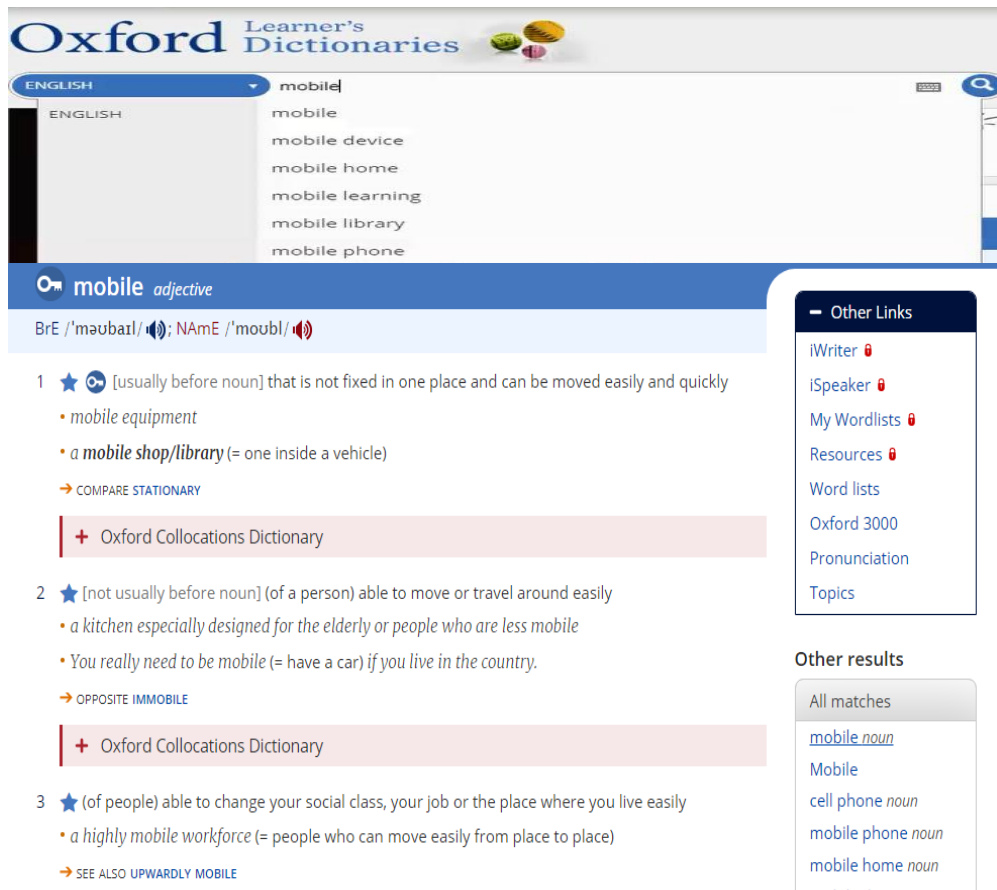 Oxford Learner's Dictionaries
ENGLISH mobile
ENGLISH
mobile
mobile device
mobile home
mobile learning
mobile library
mobile phone
mobile adjective
BrE /ˈməʊbaɪl/ ; NAmE /ˈmoʊbl/
1 [usually before noun] that is not fixed in one place and can be moved easily and quickly
• mobile equipment
• a mobile shop/library (= one inside a vehicle)
→ COMPARE STATIONARY
+ Oxford Collocations Dictionary
2 [not usually before noun] (of a person) able to move or travel around easily
• a kitchen especially designed for the elderly or people who are less mobile
• You really need to be mobile (= have a car) if you live in the country.
→ OPPOSITE IMMOBILE
+ Oxford Collocations Dictionary
3 (of people) able to change your social class, your job or the place where you live easily
• a highly mobile workforce (= people who can move easily from place to place)
→ SEE ALSO UPWARDLY MOBILE
– Other Links
iWriter
iSpeaker
My Wordlists
Resources
Word lists
Oxford 3000
Pronunciation
Topics
Other results
All matches
mobile noun
Mobile
cell phone noun
mobile phone noun
mobile home noun